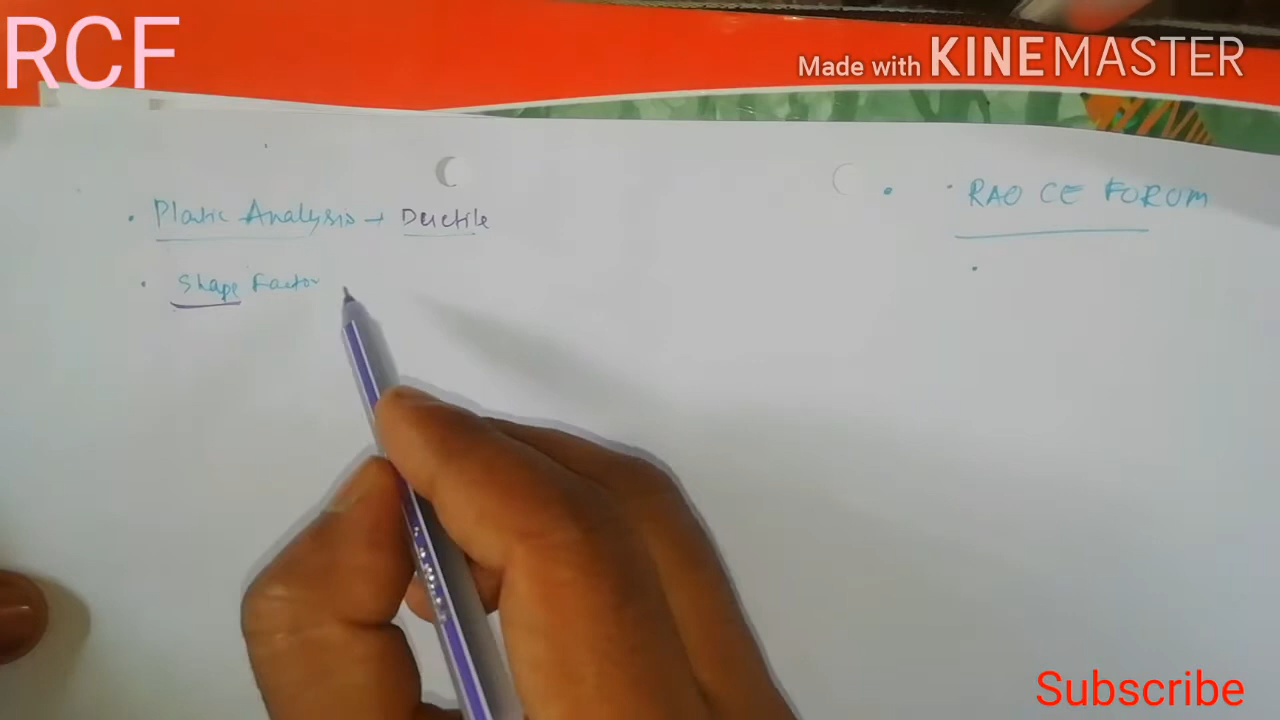 RCF
Made with KINEMASTER
• RAO CE FORUM
• Plastic Analysis → Ductile
• Shape Factor
Subscribe